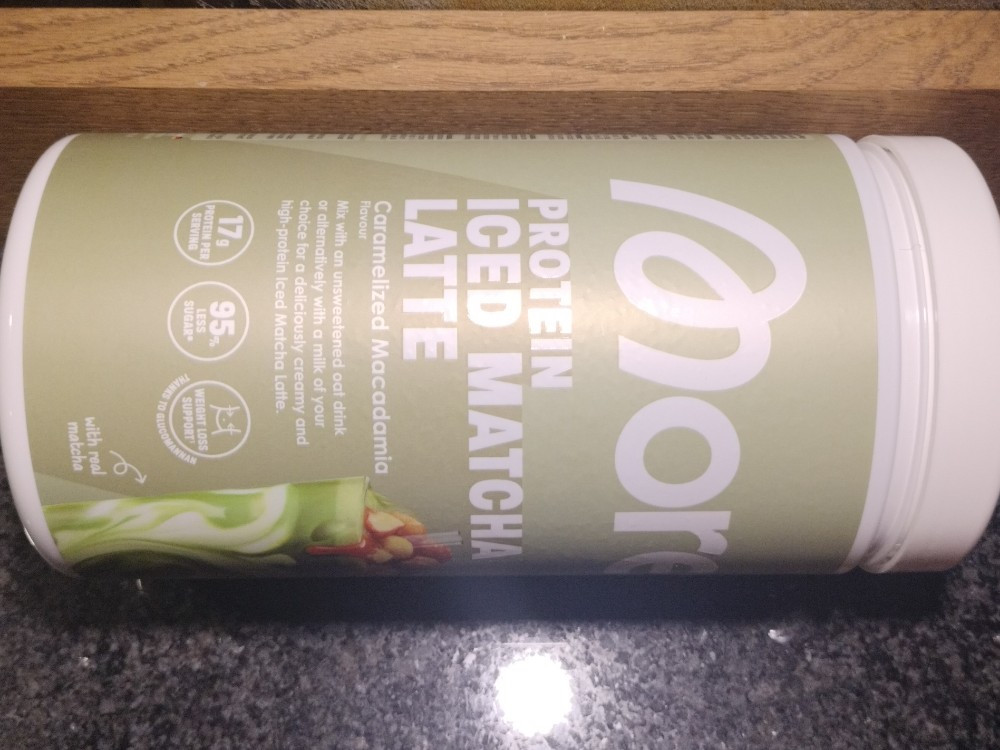 more
PROTEIN
ICED MATCHA
LATTE
Caramelized Macadamia
Flavour
Mix with an unsweetened oat drink
or alternatively with a milk of your
choice for a deliciously creamy and
high-protein Iced Matcha Latte.
17g
PROTEIN PER
SERVING
95%
LESS
SUGAR*
WEIGHT LOSS
SUPPORT¹
THANKS TO GLUCOMANNAN
with real
matcha